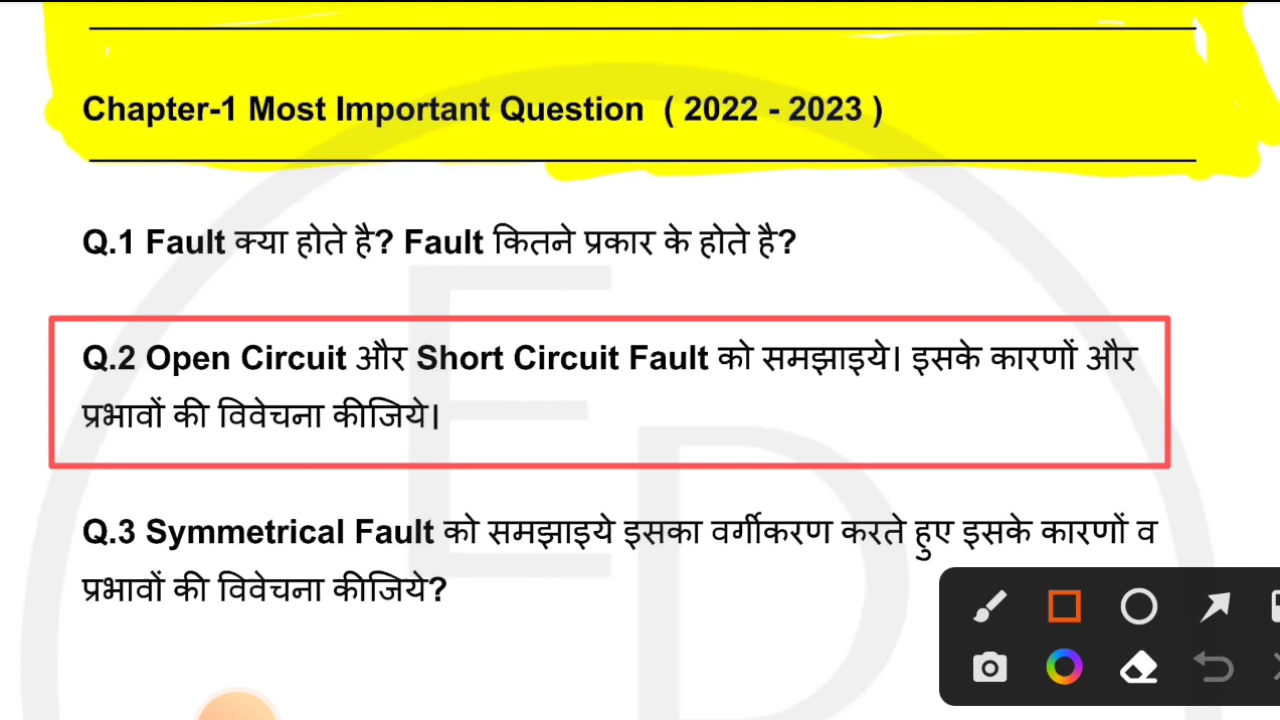 Chapter-1 Most Important Question ( 2022 - 2023 )
Q.1 Fault क्या होते है? Fault कितने प्रकार के होते है?
Q.2 Open Circuit और Short Circuit Fault को समझाइये। इसके कारणों और
प्रभावों की विवेचना कीजिये।
Q.3 Symmetrical Fault को समझाइये इसका वर्गीकरण करते हुए इसके कारणों व
प्रभावों की विवेचना कीजिये?
E
D